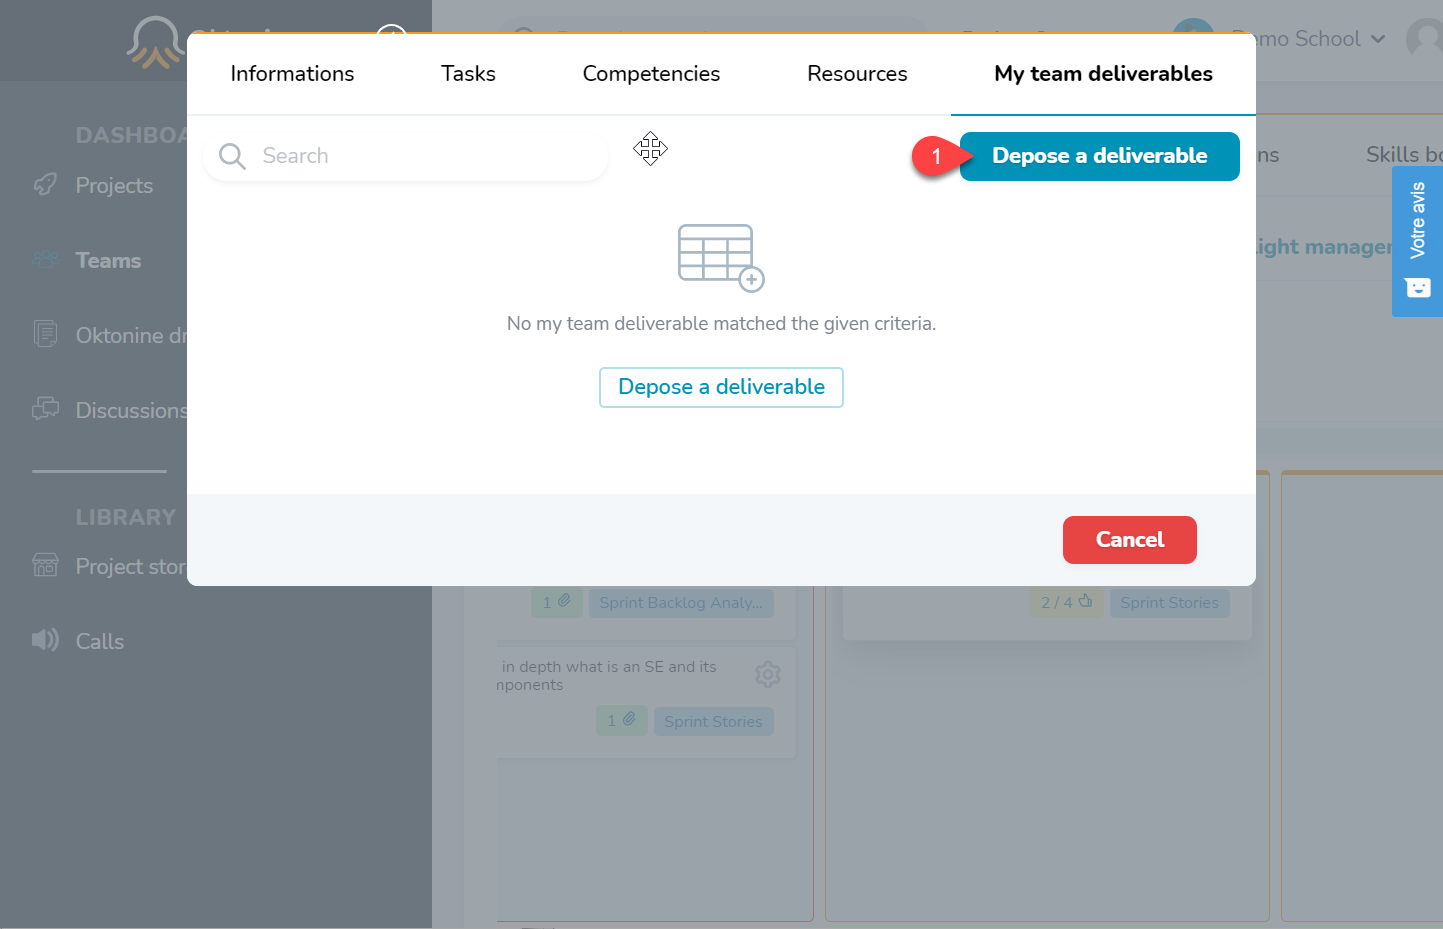 Demo School
Informations
Tasks
Competencies
Resources
My team deliverables
DASHBOA
Search
1
Depose a deliverable
ns
Skills bo
Projects
Votre avis
Teams
light manager
No my team deliverable matched the given criteria.
Oktonine dr
Depose a deliverable
Discussions
LIBRARY
Cancel
Project stor
1
Sprint Backlog Analy...
2 / 4
Sprint Stories
Calls
in depth what is an SE and its
mponents
1
Sprint Stories